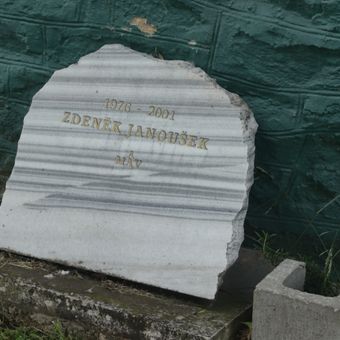 1976 - 2001
ZDENĚK JANOUŠEK
MÁV